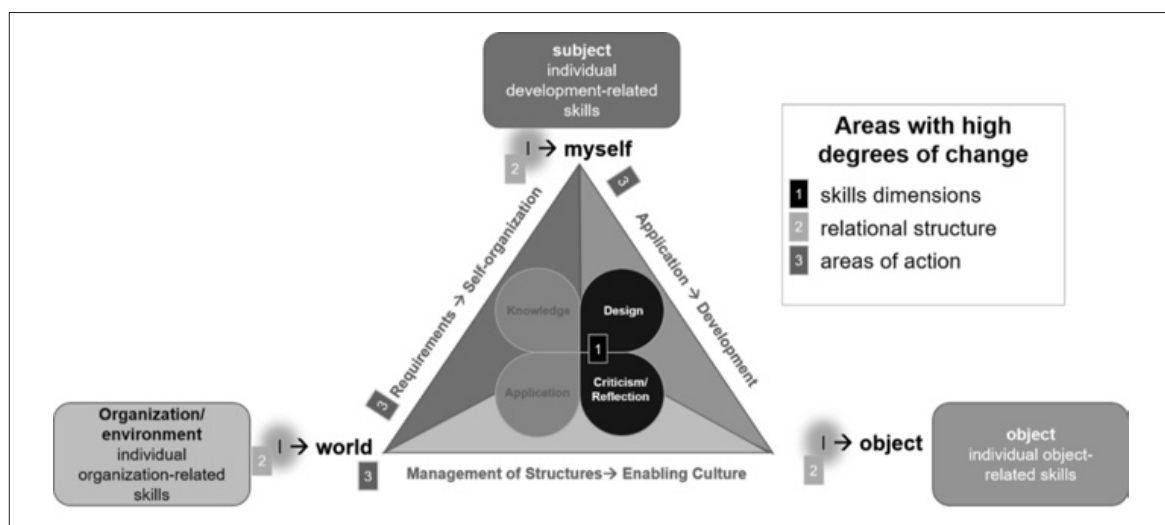 subject
individual
development-related
skills
2
I → myself
3
Areas with high
degrees of change
1 skills dimensions
2 relational structure
3 areas of action
Requirements → Self-organization
3
Application → Development
Knowledge
Design
1
Application
Criticism/
Reflection
Organization/
environment
individual
organization-related
skills
2
I → world
3
Management of Structures → Enabling Culture
I → object
2
object
individual object-
related skills